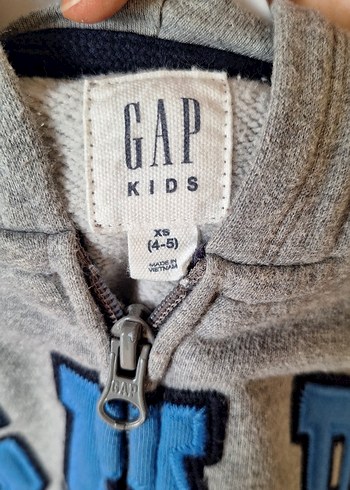 GAP
KIDS
XS
(4-5)
MADE IN
VIETNAM
GAP